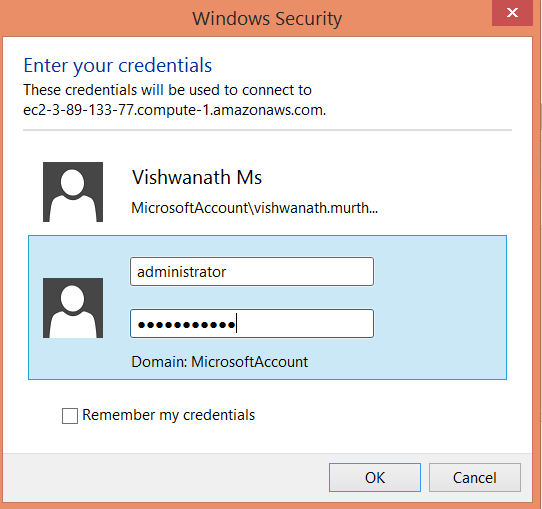 Windows Security
Enter your credentials
These credentials will be used to connect to
ec2-3-89-133-77.compute-1.amazonaws.com.
Vishwanath Ms
MicrosoftAccount\vishwanath.murth...
administrator
●●●●●●●●●●●
Domain: MicrosoftAccount
Remember my credentials
OK
Cancel